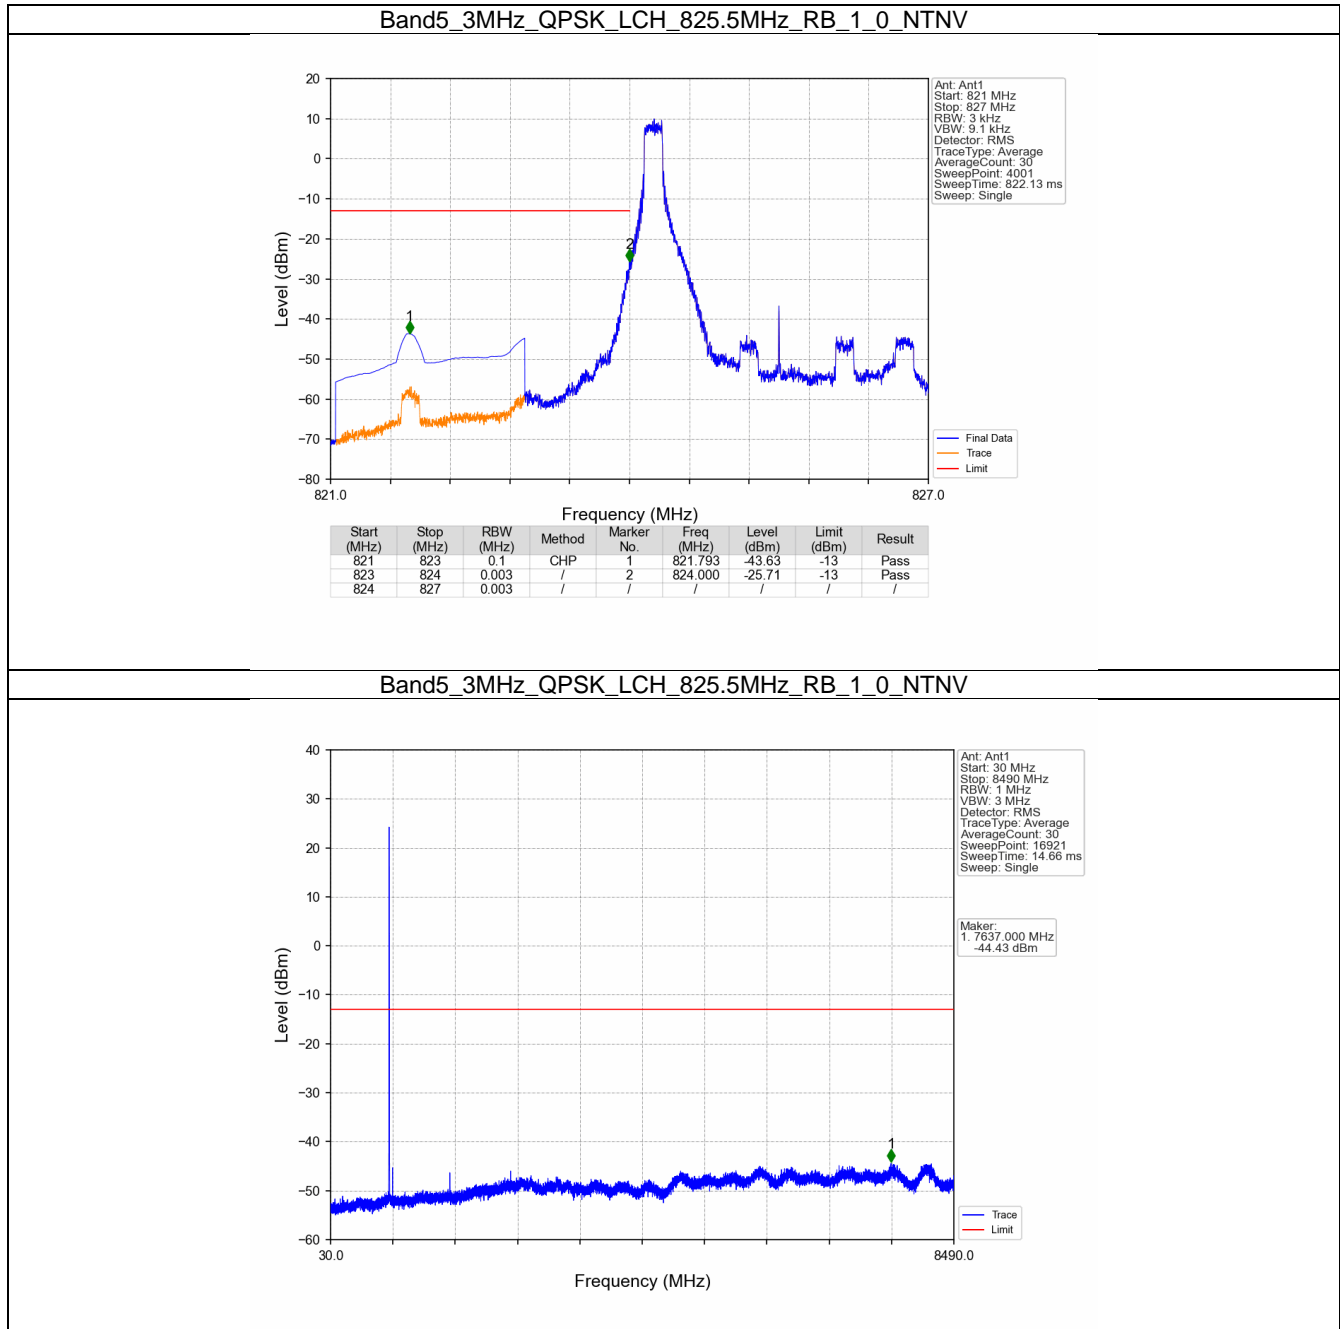 Band5_3MHz_QPSK_LCH_825.5MHz_RB_1_0_NTNV
20
10
0
−10
−20
−30
−40
−50
−60
−70
−80
Level (dBm)
1
2
821.0
827.0
Frequency (MHz)
Ant: Ant1
Start: 821 MHz
Stop: 827 MHz
RBW: 3 kHz
VBW: 9.1 kHz
Detector: RMS
TraceType: Average
AverageCount: 30
SweepPoint: 4001
SweepTime: 822.13 ms
Sweep: Single
Final Data
Trace
Limit
Start (MHz) Stop (MHz) RBW (MHz) Method Marker No. Freq (MHz) Level (dBm) Limit (dBm) Result
821 823 0.1 CHP 1 821.793 -43.63 -13 Pass
823 824 0.003 / 2 824.000 -25.71 -13 Pass
824 827 0.003 / / / / / /
Band5_3MHz_QPSK_LCH_825.5MHz_RB_1_0_NTNV
40
30
20
10
0
−10
−20
−30
−40
−50
−60
Level (dBm)
1
30.0
8490.0
Frequency (MHz)
Ant: Ant1
Start: 30 MHz
Stop: 8490 MHz
RBW: 1 MHz
VBW: 3 MHz
Detector: RMS
TraceType: Average
AverageCount: 30
SweepPoint: 16921
SweepTime: 14.66 ms
Sweep: Single
Maker:
1. 7637.000 MHz
-44.43 dBm
Trace
Limit